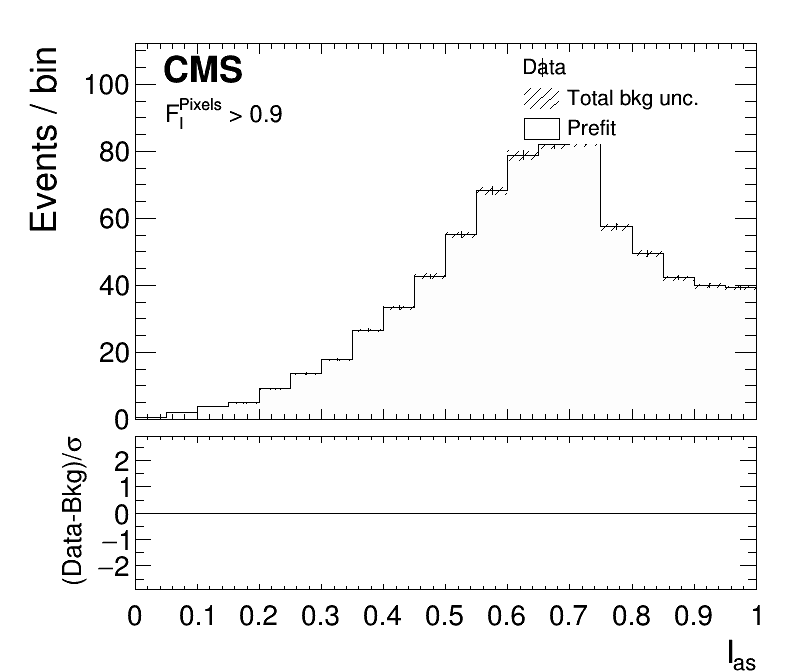 CMS
F_I^Pixels > 0.9
Data
Total bkg unc.
Prefit
Events / bin
100
80
60
40
20
0
(Data-Bkg)/σ
2
1
0
−1
−2
0 0.1 0.2 0.3 0.4 0.5 0.6 0.7 0.8 0.9 1
I_as